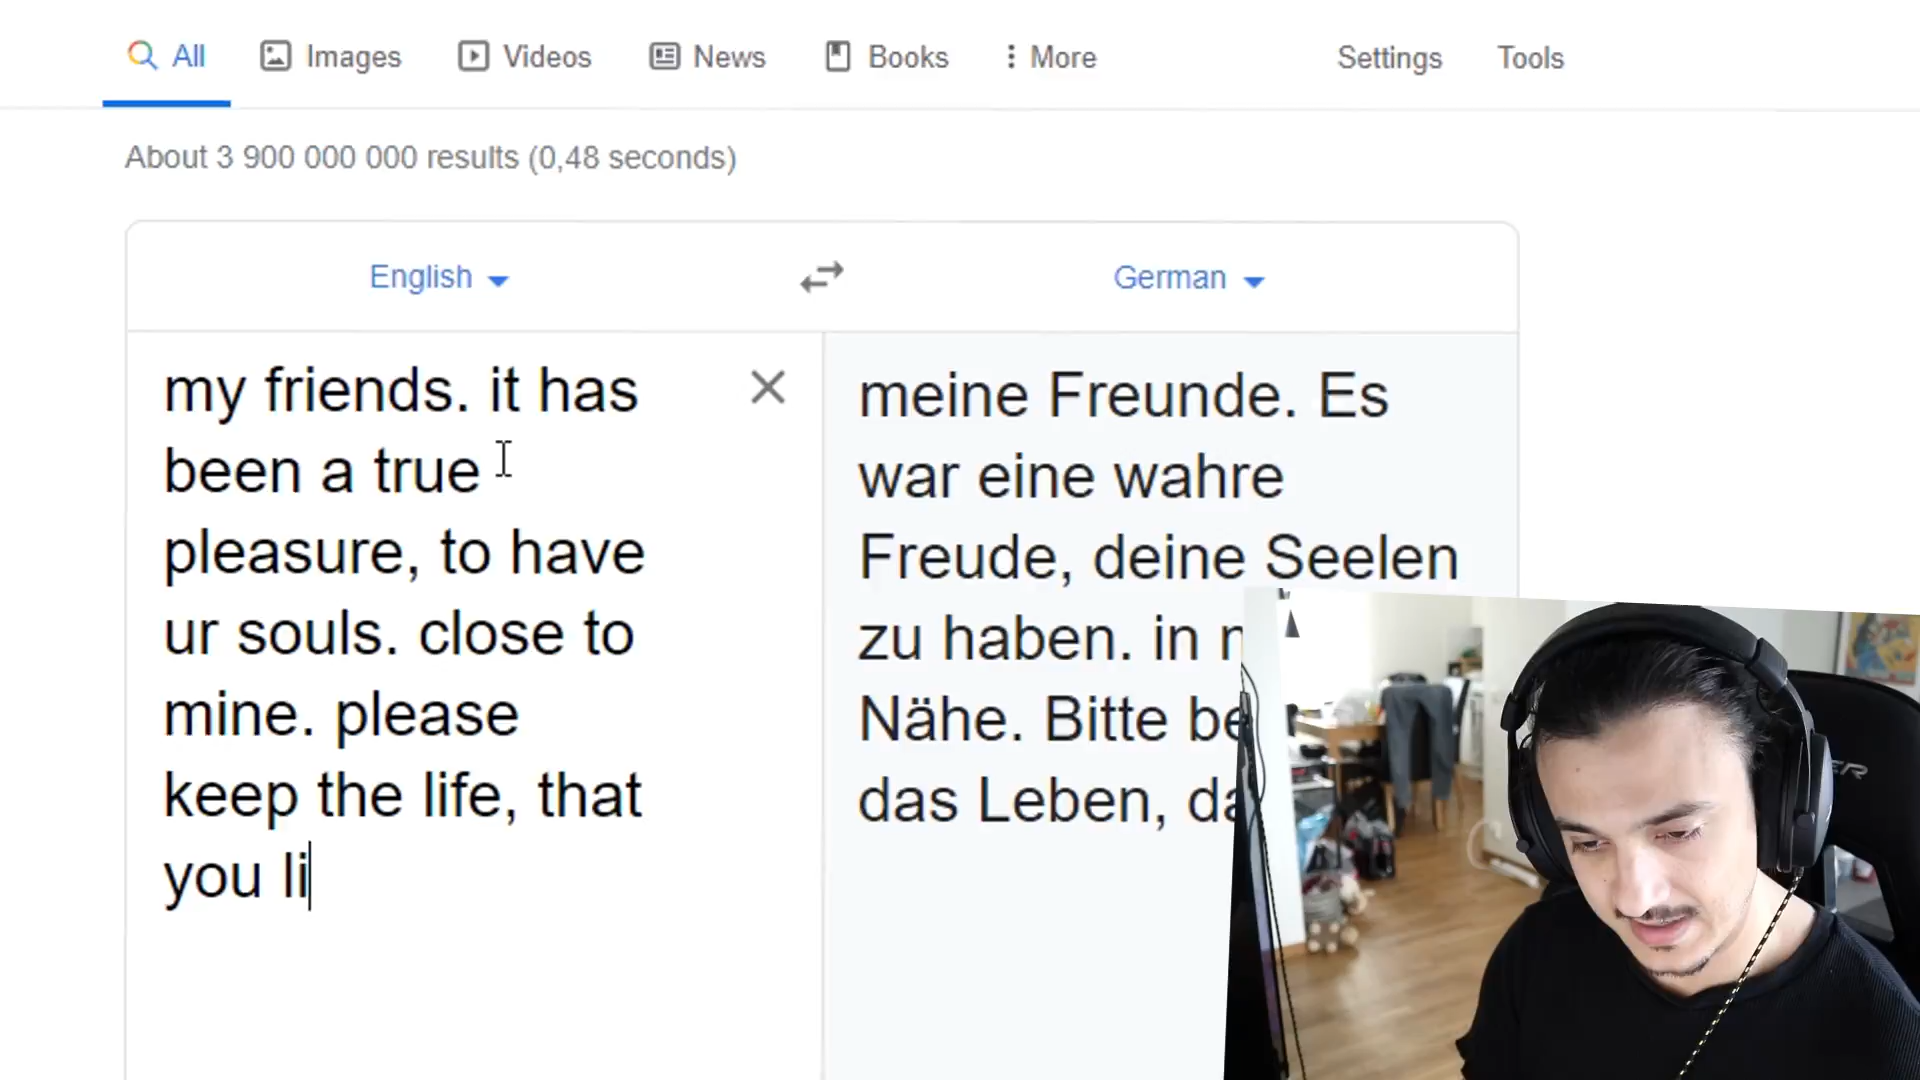 All Images Videos News Books More Settings Tools
About 3 900 000 000 results (0,48 seconds)
English German
my friends. it has
been a true
pleasure, to have
ur souls. close to
mine. please
keep the life, that
you li
meine Freunde. Es
war eine wahre
Freude, deine Seelen
zu haben. in
Nähe. Bitte
das Leben,